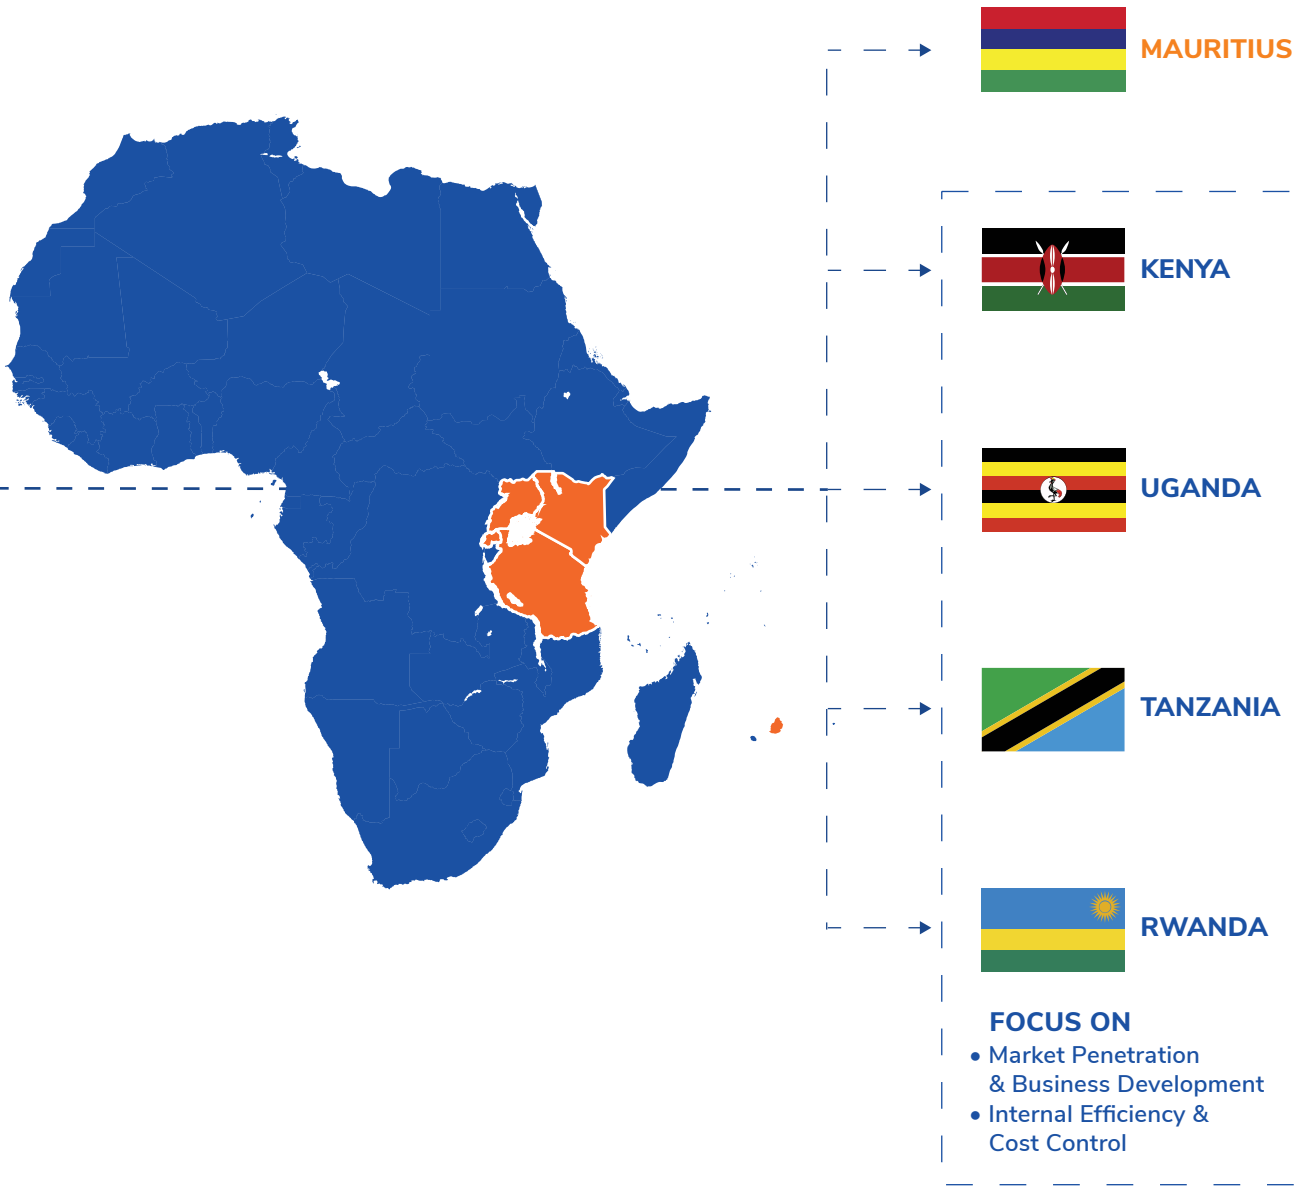 MAURITIUS
KENYA
UGANDA
TANZANIA
RWANDA
FOCUS ON
• Market Penetration
& Business Development
• Internal Efficiency &
Cost Control